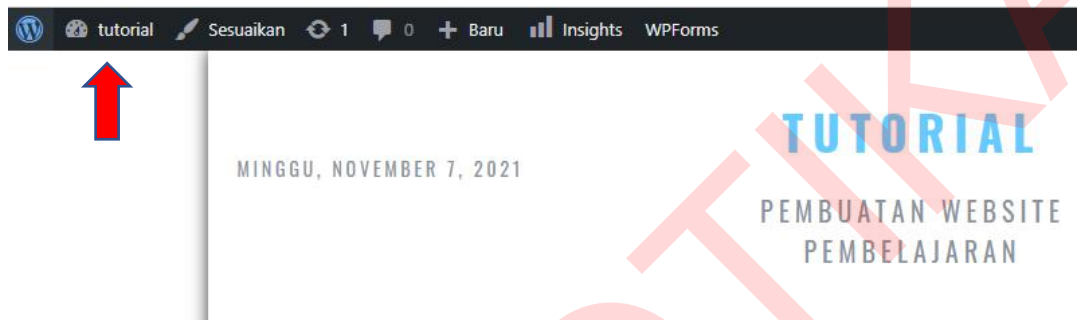 tutorial Sesuaikan 1 0 + Baru Insights WPForms
TUTORIAL
MINGGU, NOVEMBER 7, 2021
PEMBUATAN WEBSITE
PEMBELAJARAN